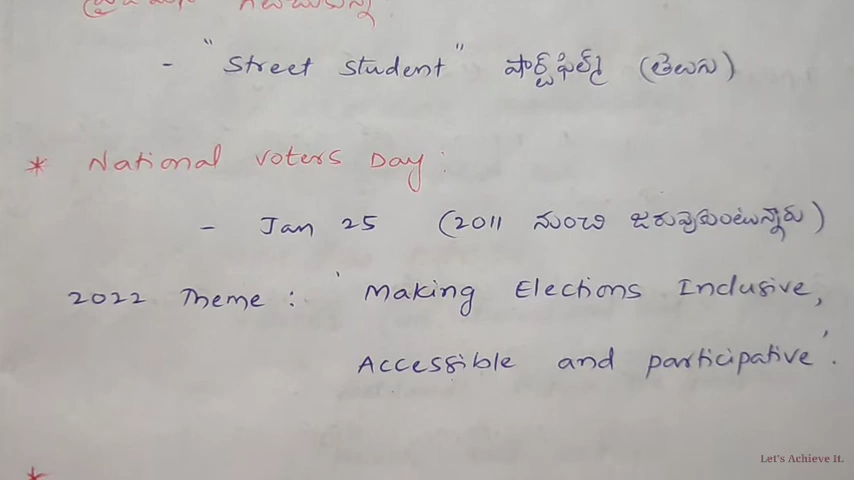 - "Street Student" షార్ట్ ఫిల్మ్ (తెలుగు)
* National Voters Day:
- Jan 25 (2011 నుంచి జరుపుకుంటున్నారు)
2022 Theme: 'Making Elections Inclusive,
Accessible and participative'.
*
Let's Achieve It.